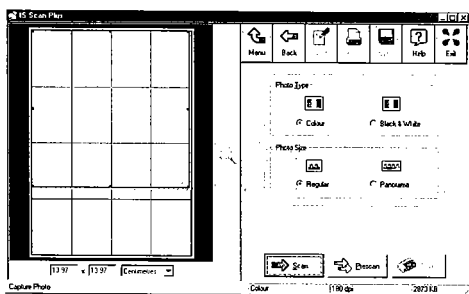 IS Scan Plus
Menu Back Help Exit
Photo Type
Colour Black & White
Photo Size
Regular Panorama
13.97 x 13.97 Centimetres
Scan Prescan
Capture Photo Colour 180 dpi 2873 KB